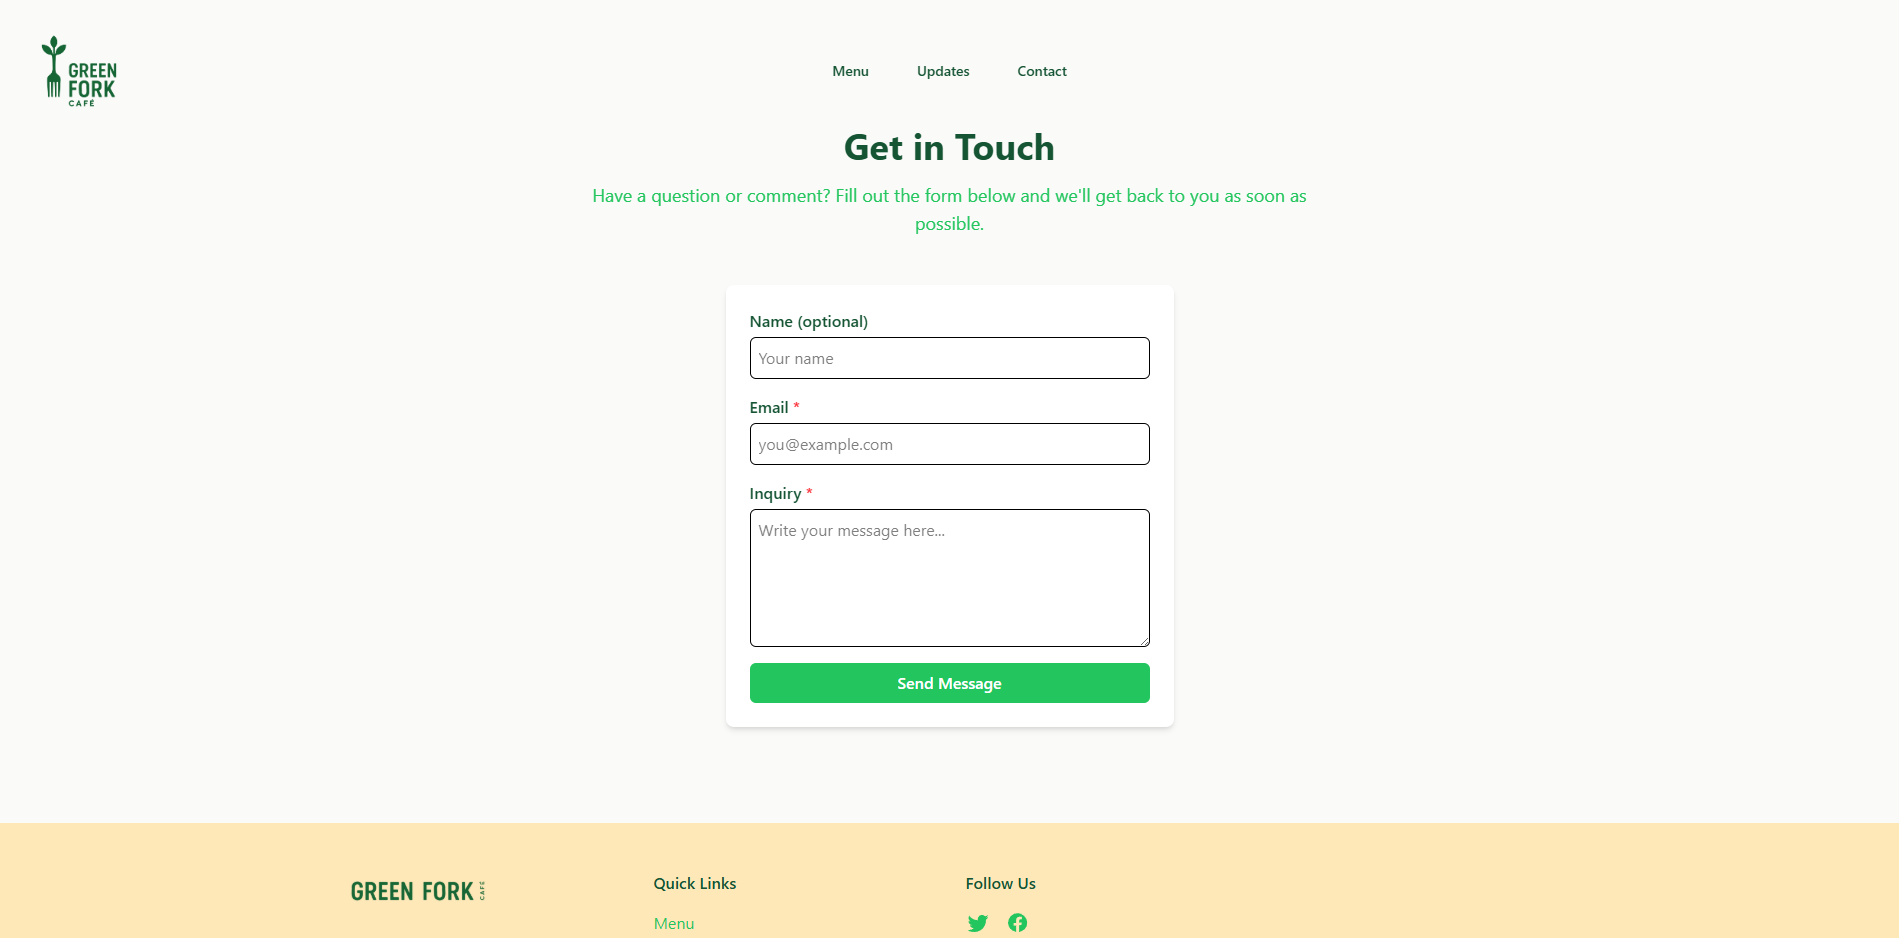 GREEN
FORK
CAFÉ
Menu
Updates
Contact
Get in Touch
Have a question or comment? Fill out the form below and we'll get back to you as soon as
possible.
Name (optional)
Your name
Email *
you@example.com
Inquiry *
Write your message here...
Send Message
GREEN FORK CAFÉ
Quick Links
Menu
Follow Us